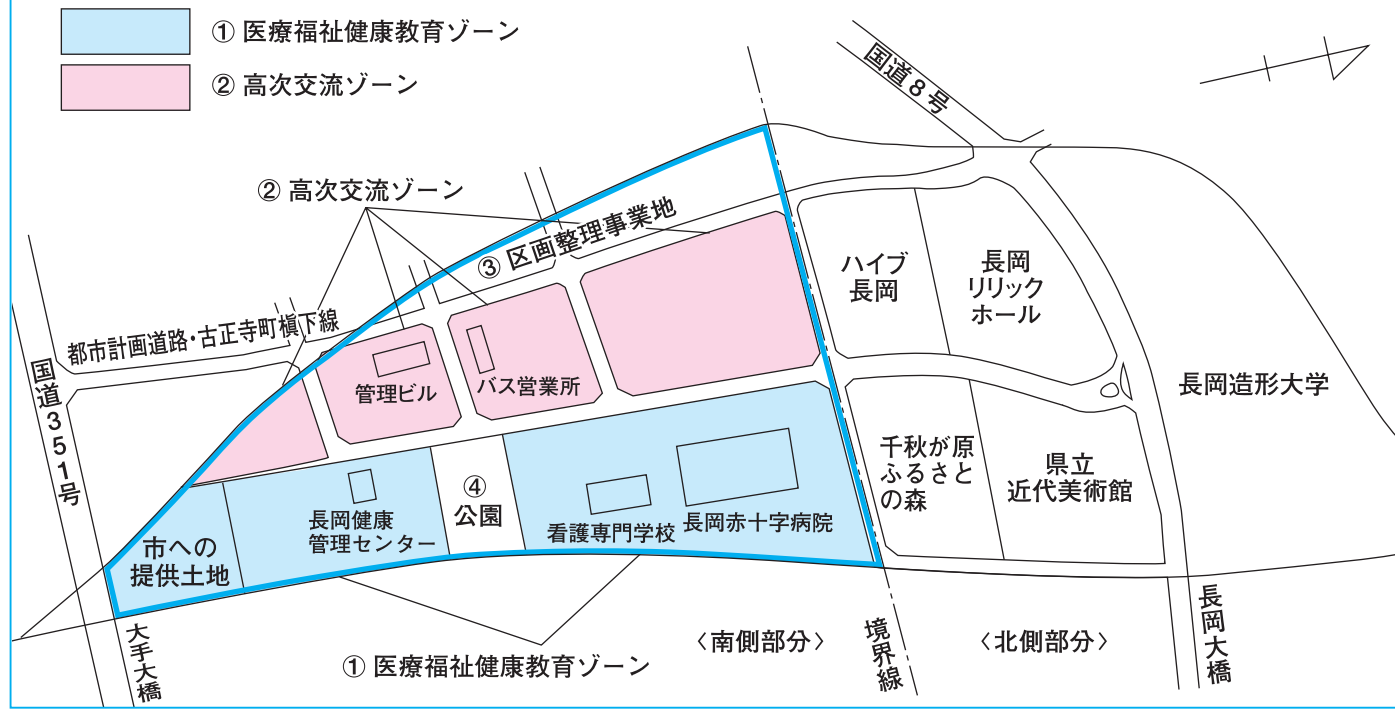 ① 医療福祉健康教育ゾーン
② 高次交流ゾーン
国道8号
② 高次交流ゾーン
③ 区画整理事業地
ハイブ
長岡
長岡
リリック
ホール
都市計画道路・古正寺町槇下線
国道351号
管理ビル
バス営業所
長岡造形大学
千秋が原
ふるさと
の森
県立
近代美術館
④
公園
長岡健康
管理センター
看護専門学校
長岡赤十字病院
市への
提供土地
大手大橋
① 医療福祉健康教育ゾーン
〈南側部分〉
境界線
〈北側部分〉
長岡大橋